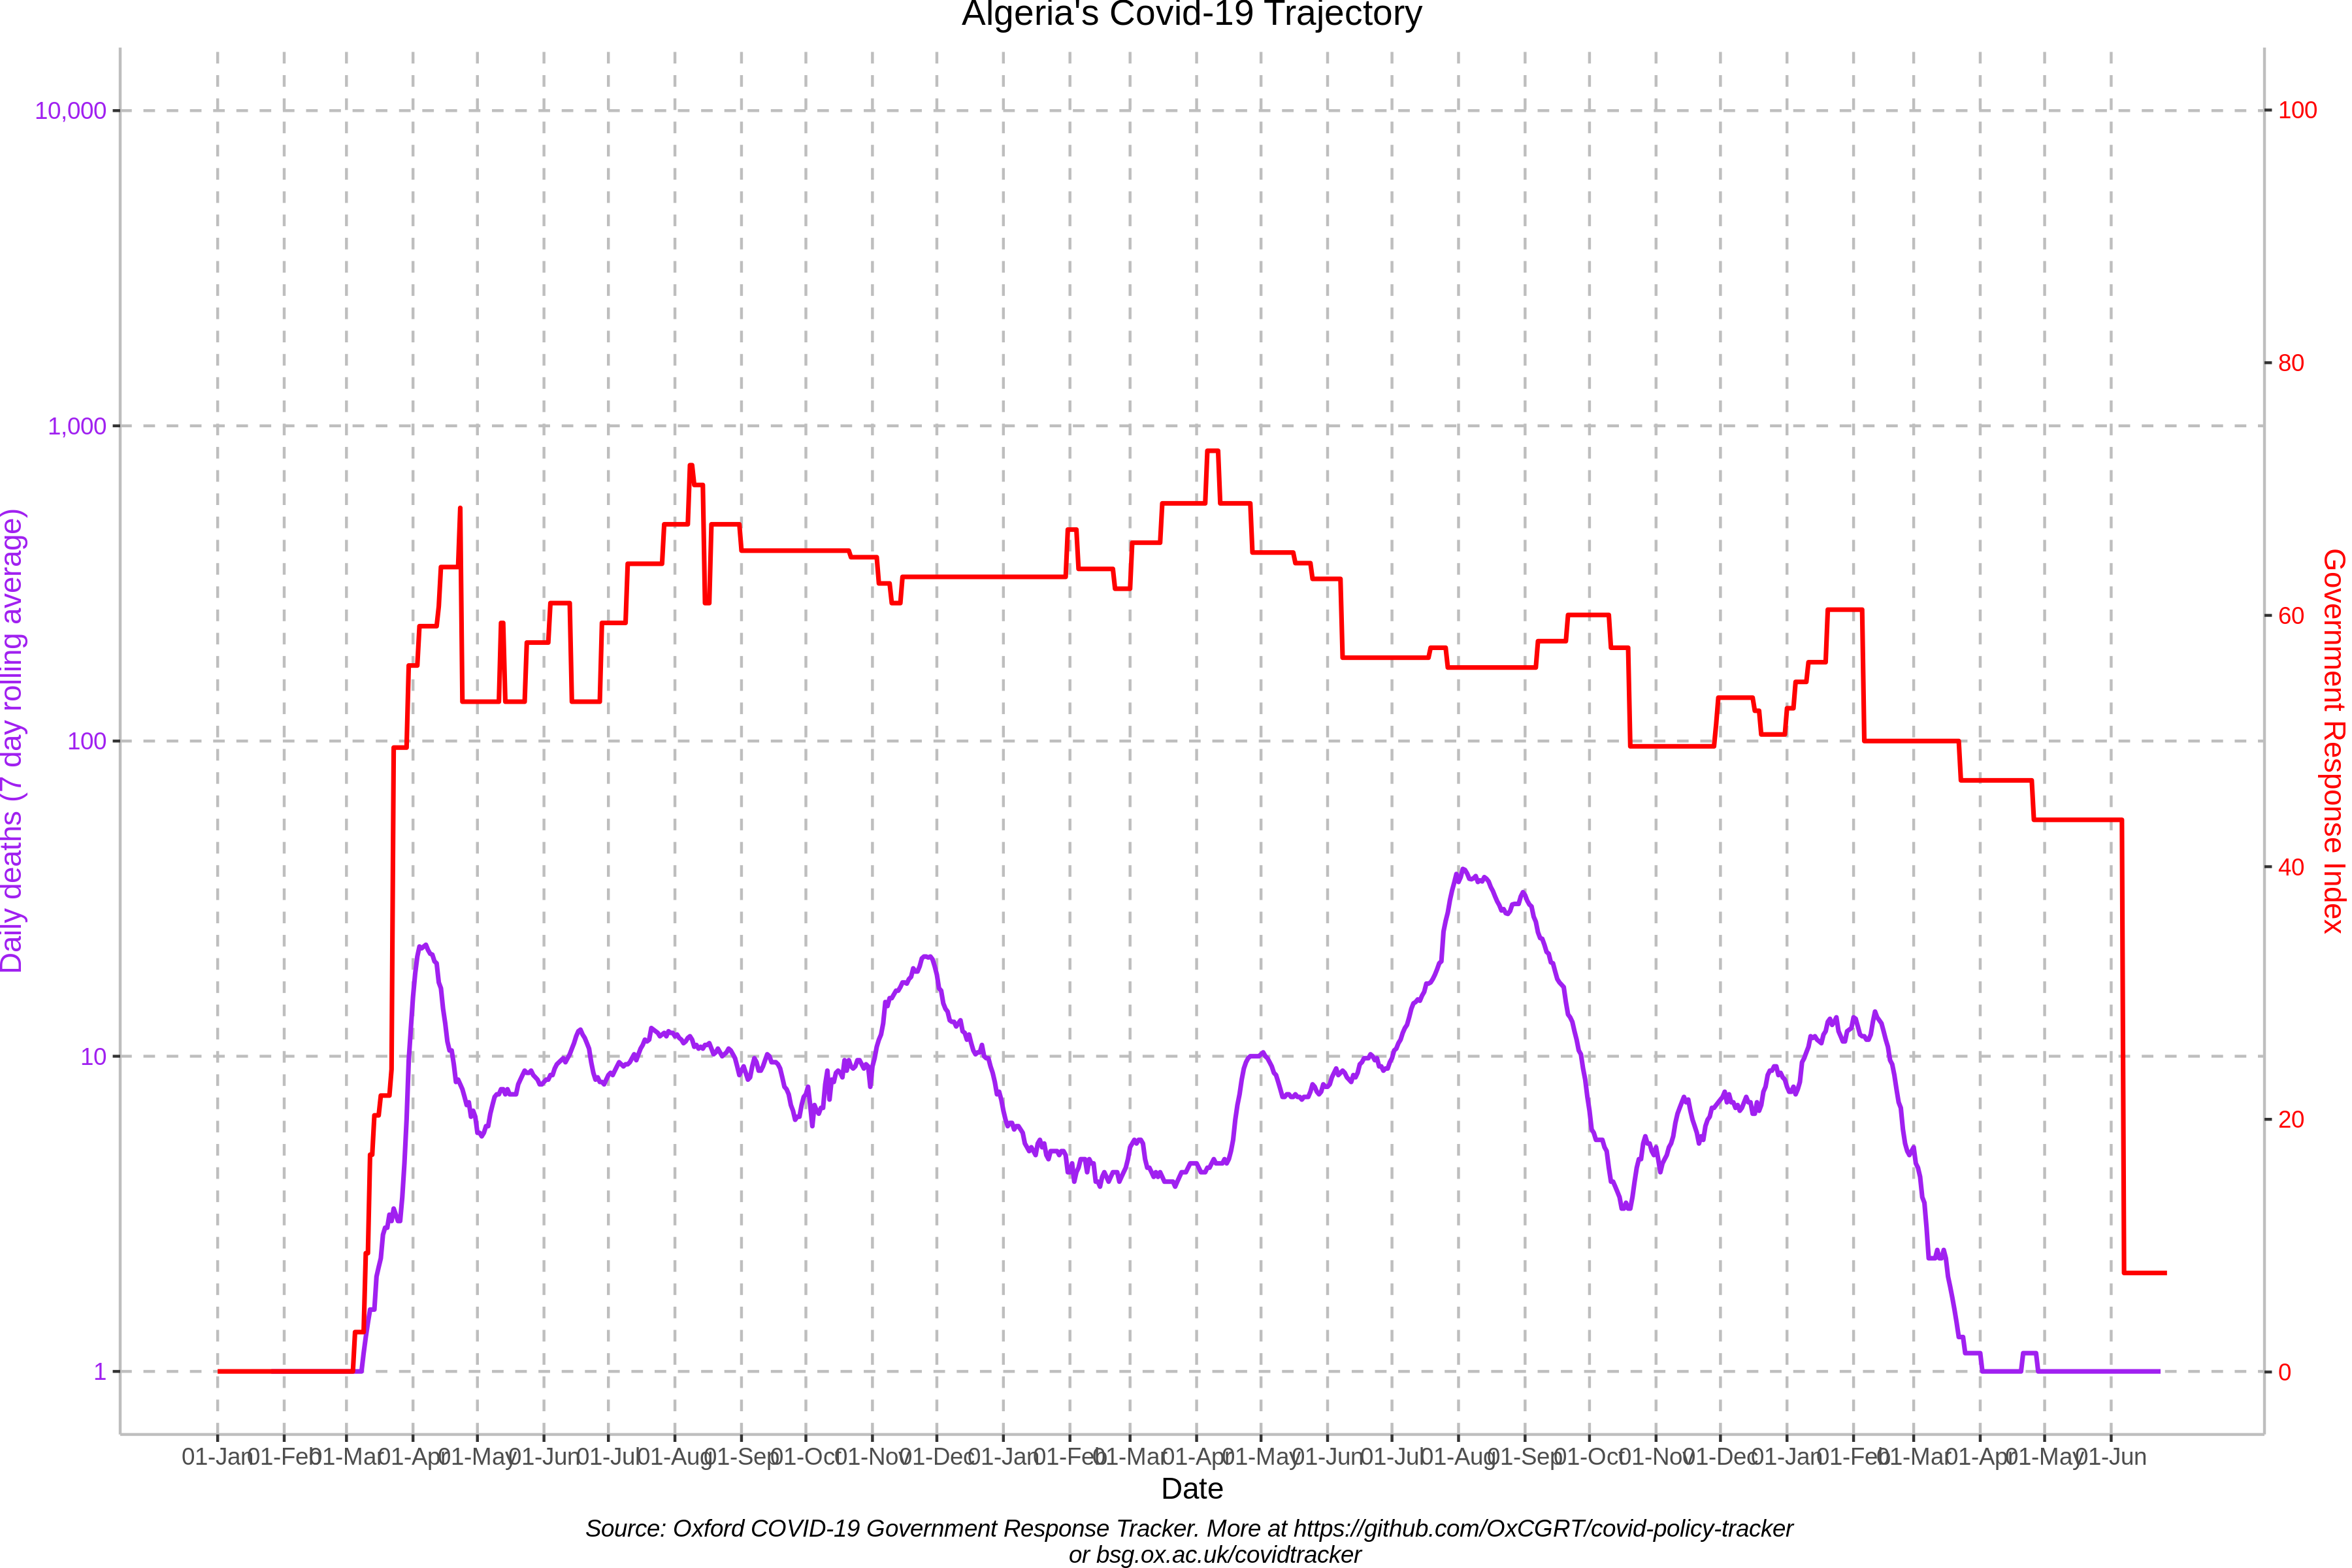 Algeria's Covid-19 Trajectory
10,000
1,000
100
10
1
Daily deaths (7 day rolling average)
100
80
60
40
20
0
Government Response Index
01-Jan 01-Feb 01-Mar 01-Apr 01-May 01-Jun 01-Jul 01-Aug 01-Sep 01-Oct 01-Nov 01-Dec 01-Jan 01-Feb 01-Mar 01-Apr 01-May 01-Jun 01-Jul 01-Aug 01-Sep 01-Oct 01-Nov 01-Dec 01-Jan 01-Feb 01-Mar 01-Apr 01-May 01-Jun
Date
Source: Oxford COVID-19 Government Response Tracker. More at https://github.com/OxCGRT/covid-policy-tracker
or bsg.ox.ac.uk/covidtracker